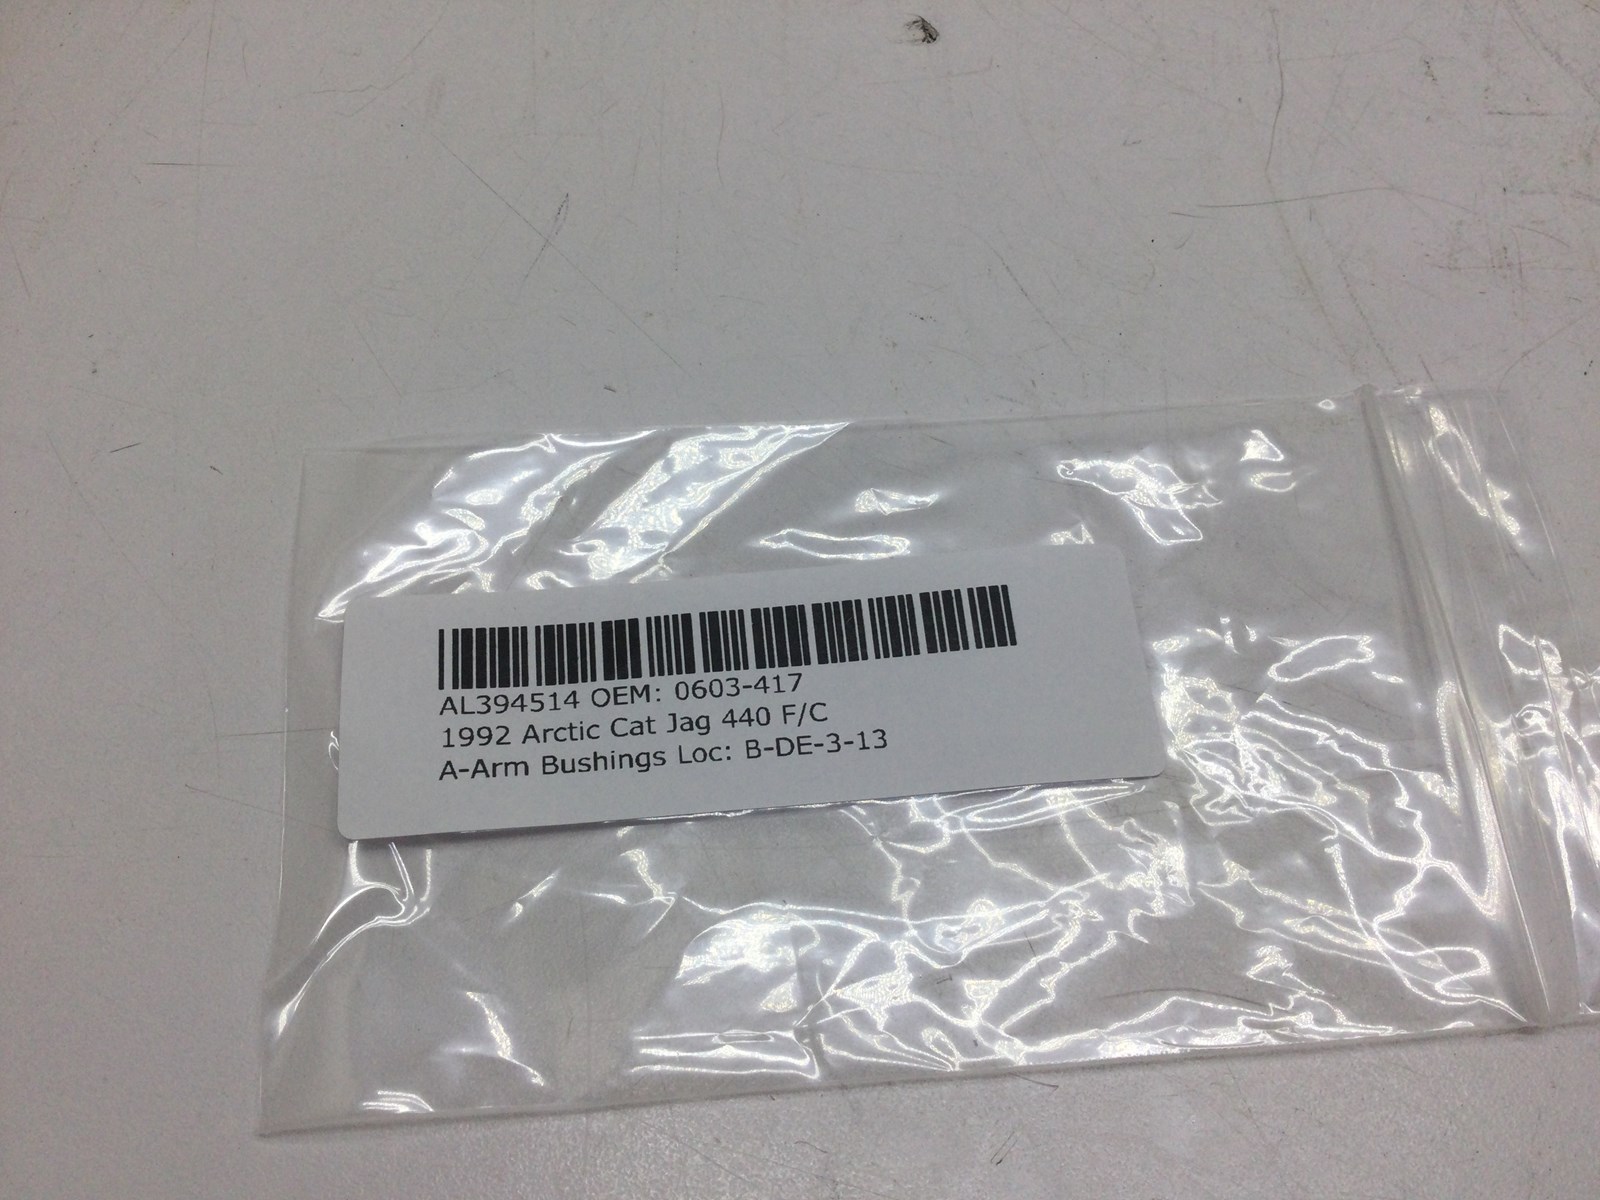 AL394514 OEM: 0603-417
1992 Arctic Cat Jag 440 F/C
A-Arm Bushings Loc: B-DE-3-13